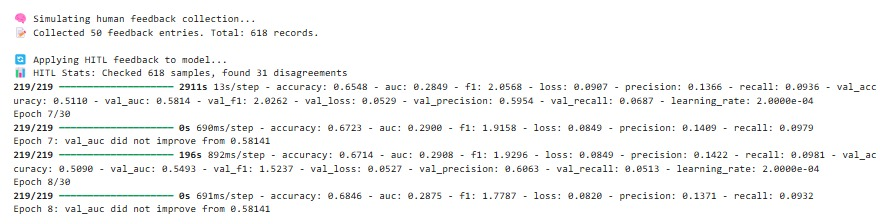 🧠 Simulating human feedback collection...
📝 Collected 50 feedback entries. Total: 618 records.
🔄 Applying HITL feedback to model...
📊 HITL Stats: Checked 618 samples, found 31 disagreements
219/219 ━━━━━━━━━━━━━━━━━━━━ 2911s 13s/step - accuracy: 0.6548 - auc: 0.2849 - f1: 2.0568 - loss: 0.0907 - precision: 0.1366 - recall: 0.0936 - val_acc
uracy: 0.5110 - val_auc: 0.5814 - val_f1: 2.0262 - val_loss: 0.0529 - val_precision: 0.5954 - val_recall: 0.0687 - learning_rate: 2.0000e-04
Epoch 7/30
219/219 ━━━━━━━━━━━━━━━━━━━━ 0s 690ms/step - accuracy: 0.6723 - auc: 0.2900 - f1: 1.9158 - loss: 0.0849 - precision: 0.1409 - recall: 0.0979
Epoch 7: val_auc did not improve from 0.58141
219/219 ━━━━━━━━━━━━━━━━━━━━ 196s 892ms/step - accuracy: 0.6714 - auc: 0.2908 - f1: 1.9296 - loss: 0.0849 - precision: 0.1422 - recall: 0.0981 - val_ac
curacy: 0.5090 - val_auc: 0.5493 - val_f1: 1.5237 - val_loss: 0.0527 - val_precision: 0.6063 - val_recall: 0.0513 - learning_rate: 2.0000e-04
Epoch 8/30
219/219 ━━━━━━━━━━━━━━━━━━━━ 0s 691ms/step - accuracy: 0.6846 - auc: 0.2875 - f1: 1.7787 - loss: 0.0820 - precision: 0.1371 - recall: 0.0932
Epoch 8: val_auc did not improve from 0.58141